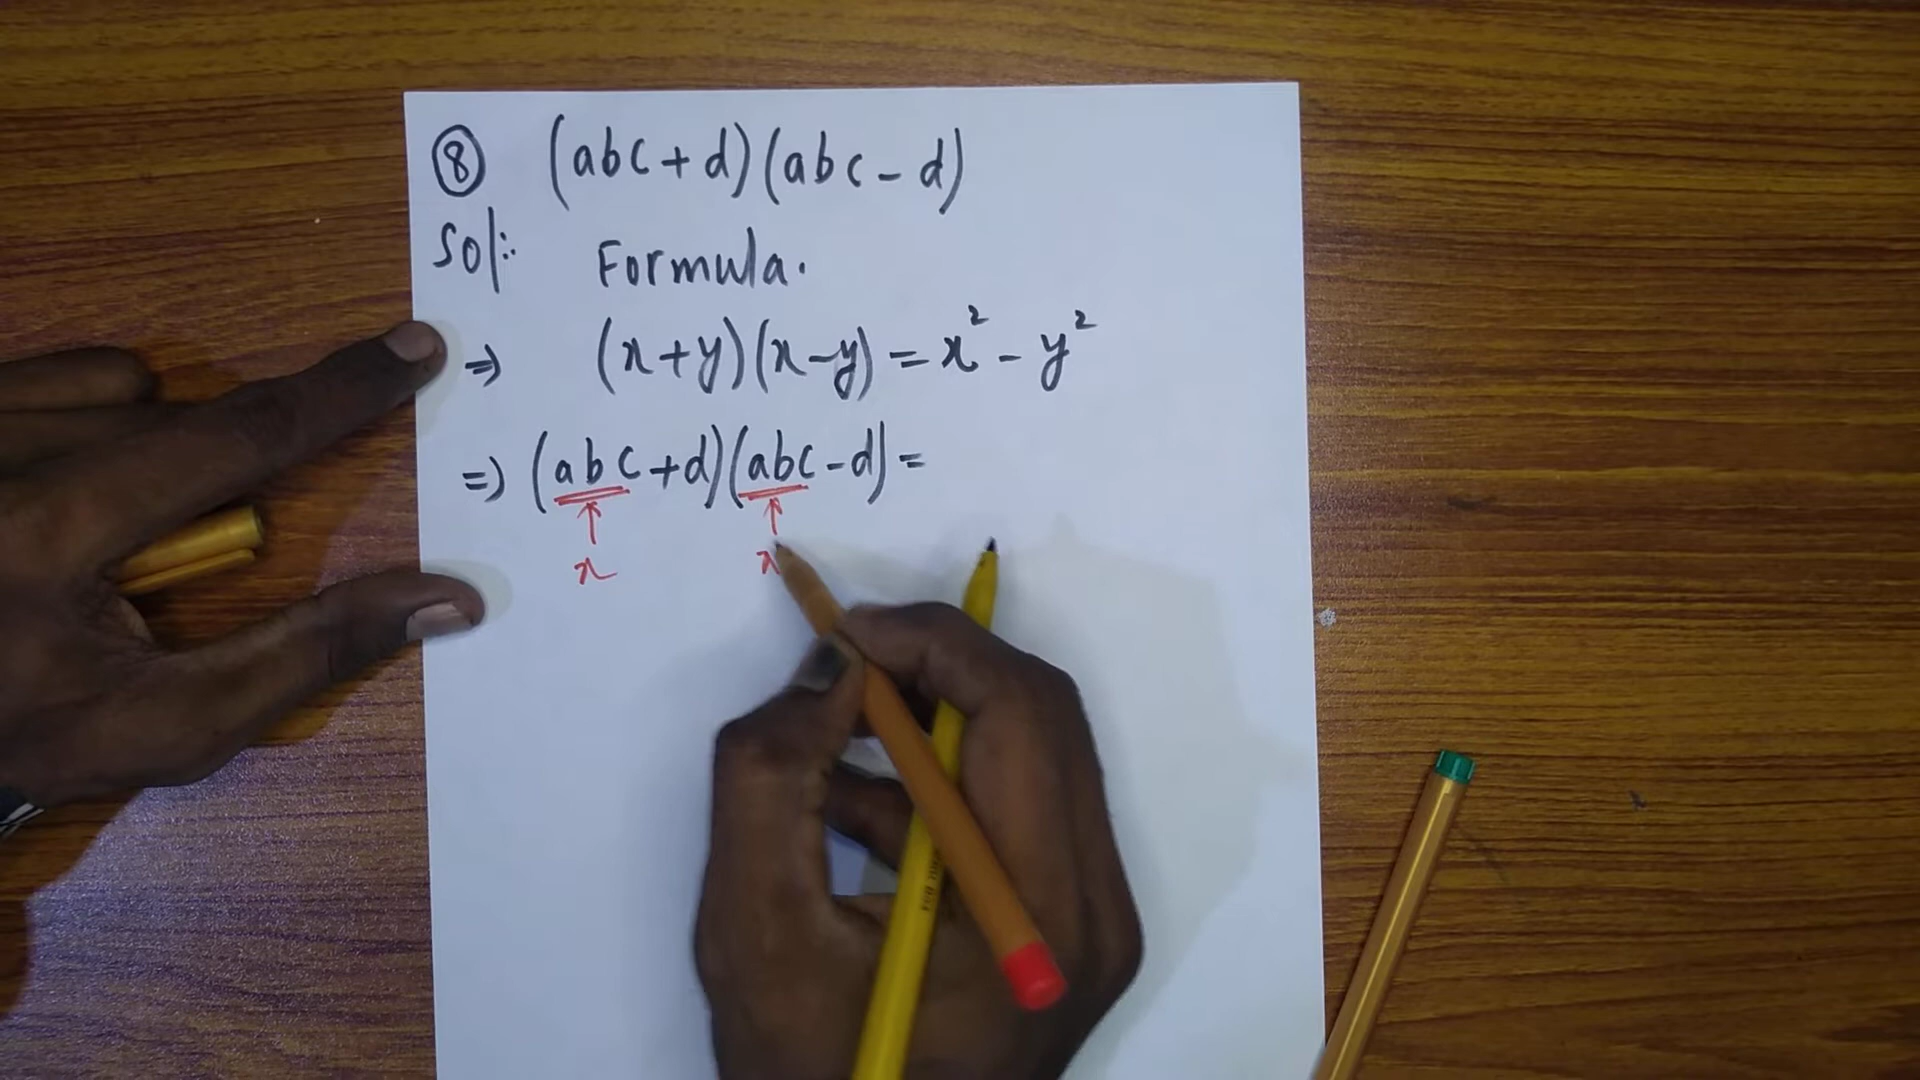 ⑧ (abc+d)(abc-d)
Sol:. Formula.
⇒ (x+y)(x-y) = x² - y²
⇒ (abc+d)(abc-d) =
↑ ↑
x x